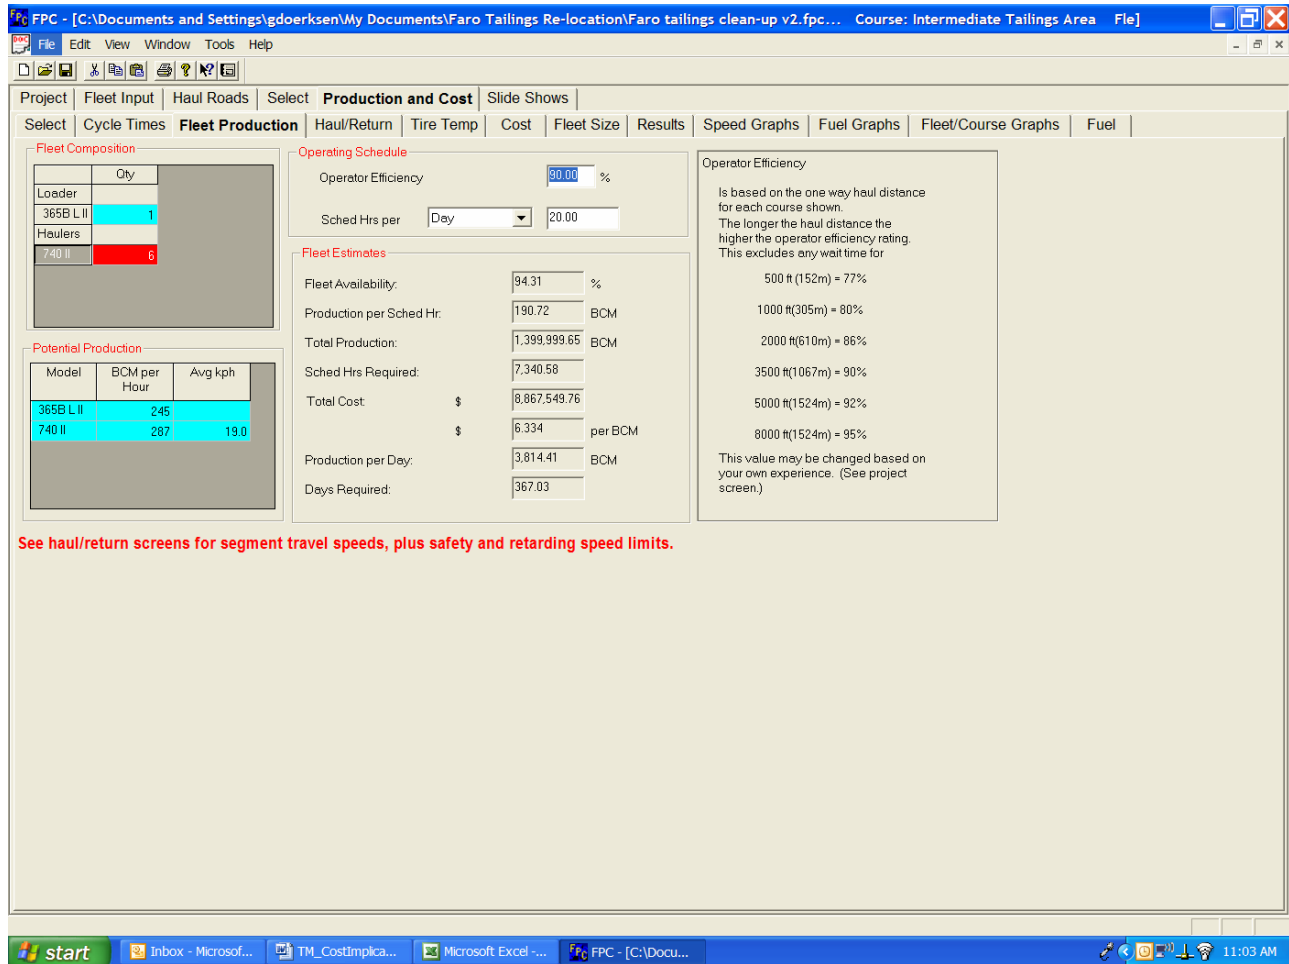 FPC - [C:\Documents and Settings\gdoerksen\My Documents\Faro Tailings Re-location\Faro tailings clean-up v2.fpc... Course: Intermediate Tailings Area Fle]
File Edit View Window Tools Help
Project Fleet Input Haul Roads Select Production and Cost Slide Shows
Select Cycle Times Fleet Production Haul/Return Tire Temp Cost Fleet Size Results Speed Graphs Fuel Graphs Fleet/Course Graphs Fuel
Fleet Composition
Qty
Loader
365B L II 1
Haulers
740 II 6
Potential Production
Model BCM per Hour Avg kph
365B L II 245
740 II 287 19.0
Operating Schedule
Operator Efficiency 90.00 %
Sched Hrs per Day 20.00
Fleet Estimates
Fleet Availability: 94.31 %
Production per Sched Hr: 190.72 BCM
Total Production: 1,399,999.65 BCM
Sched Hrs Required: 7,340.58
Total Cost: $ 8,867,549.76
$ 6.334 per BCM
Production per Day: 3,814.41 BCM
Days Required: 367.03
Operator Efficiency
Is based on the one way haul distance
for each course shown.
The longer the haul distance the
higher the operator efficiency rating.
This excludes any wait time for
500 ft (152m) = 77%
1000 ft(305m) = 80%
2000 ft(610m) = 86%
3500 ft(1067m) = 90%
5000 ft(1524m) = 92%
8000 ft(1524m) = 95%
This value may be changed based on
your own experience. (See project
screen.)
See haul/return screens for segment travel speeds, plus safety and retarding speed limits.
start Inbox - Microsof... TM_CostImplica... Microsoft Excel -... FPC - [C:\Docu... 11:03 AM